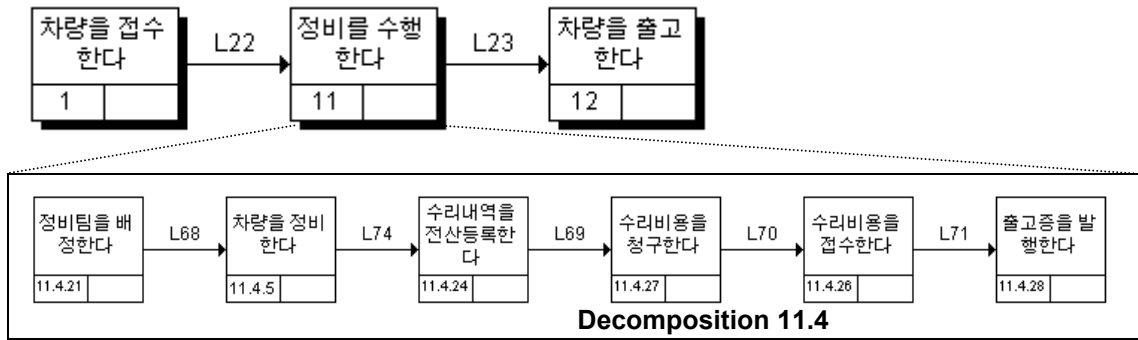 차량을 접수
한다
L22
정비를 수행
한다
L23
차량을 출고
한다
1
11
12
정비팀을 배
정한다
L68
차량을 정비
한다
L74
수리내역을
전산등록한
다
L69
수리비용을
청구한다
L70
수리비용을
접수한다
L71
출고증을 발
행한다
11.4.21
11.4.5
11.4.24
11.4.27
11.4.26
11.4.28
Decomposition 11.4